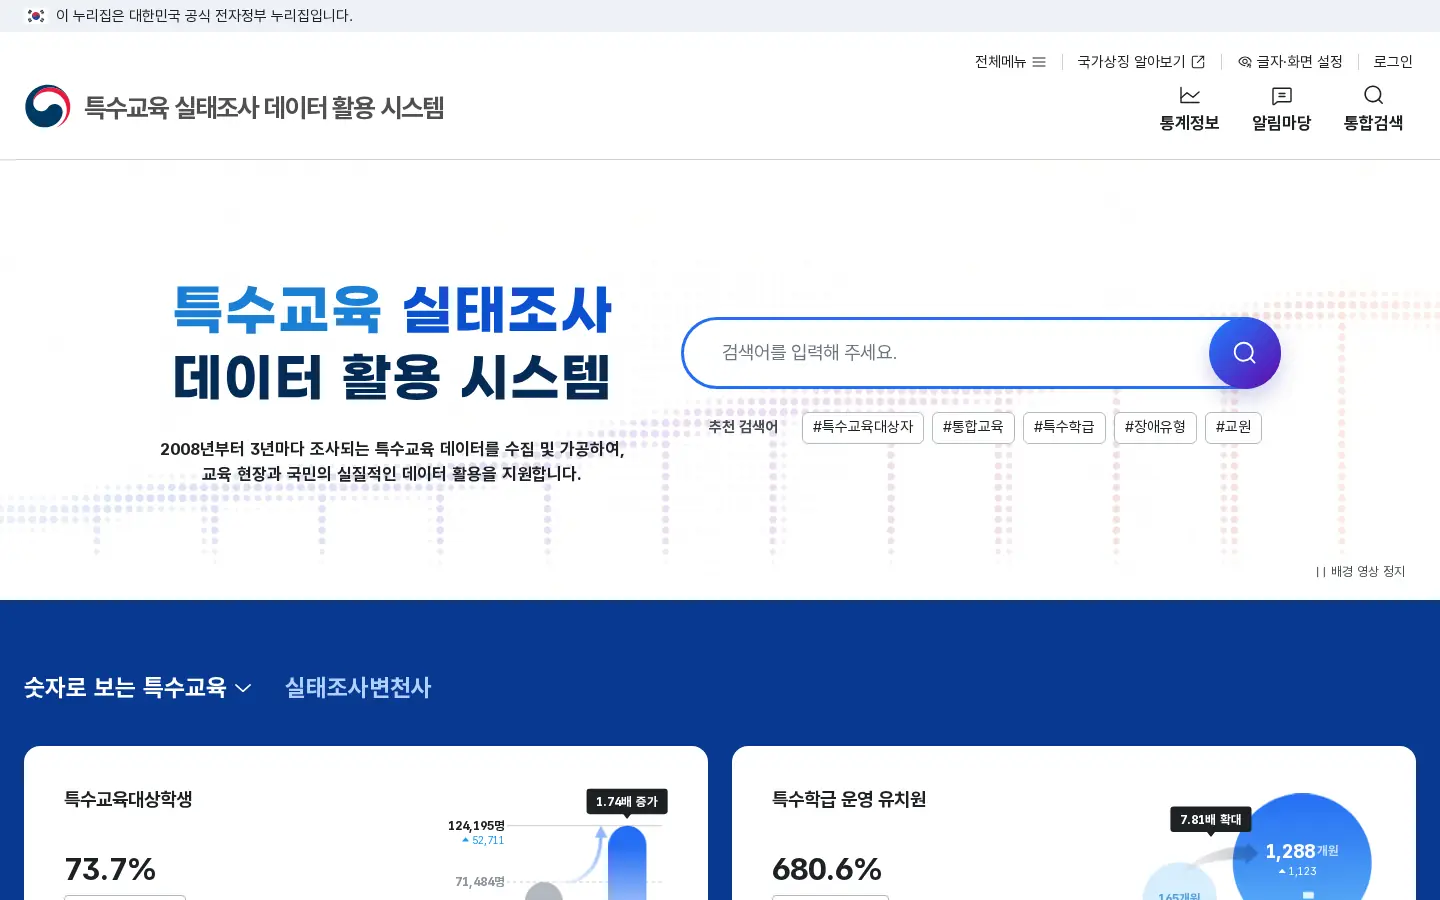 이 누리집은 대한민국 공식 전자정부 누리집입니다.
전체메뉴
국가상징 알아보기
글자·화면 설정
로그인
특수교육 실태조사 데이터 활용 시스템
통계정보
알림마당
통합검색
특수교육 실태조사
데이터 활용 시스템
2008년부터 3년마다 조사되는 특수교육 데이터를 수집 및 가공하여,
교육 현장과 국민의 실질적인 데이터 활용을 지원합니다.
검색어를 입력해 주세요.
추천 검색어
#특수교육대상자
#통합교육
#특수학급
#장애유형
#교원
배경 영상 정지
숫자로 보는 특수교육
실태조사변천사
특수교육대상학생
73.7%
1.74배 증가
124,195명
52,711
71,484명
특수학급 운영 유치원
680.6%
7.81배 확대
1,288개원
1,123
165개원